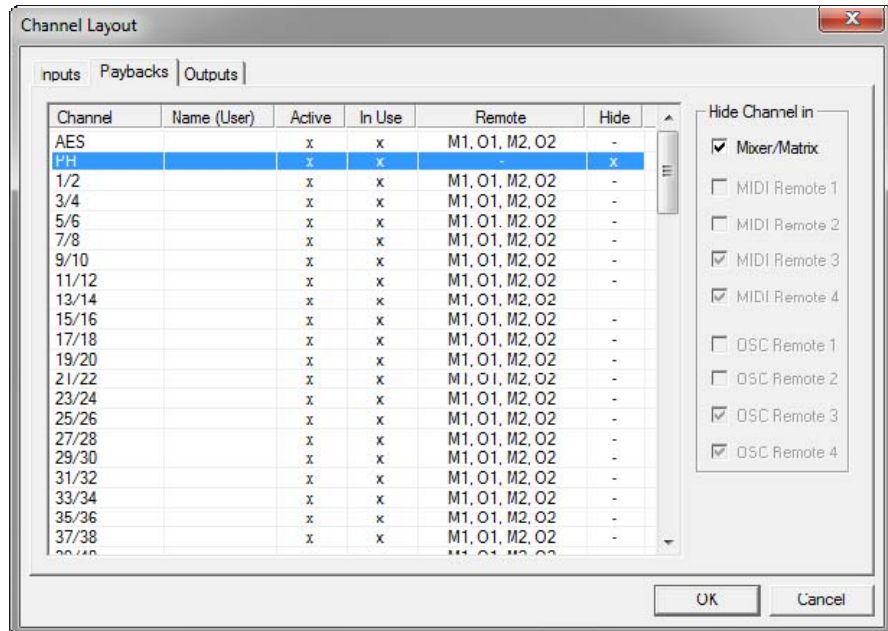 Channel Layout
Inputs Paybacks Outputs
Channel Name (User) Active In Use Remote Hide
AES x x M1, O1, M2, O2 -
PH x x - x
1/2 x x M1, O1, M2, O2 -
3/4 x x M1, O1, M2, O2 -
5/6 x x M1. O1. M2. O2 -
7/8 x x M1, O1, M2, O2 -
9/10 x x M1, O1, M2, O2 -
11/12 x x M1, O1, M2, O2 -
13/14 x x M1, O1, M2, O2
15/16 x x M1, O1, M2, O2 -
17/18 x x M1, O1, M2, O2 -
19/20 x x M1, O1, M2, O2 -
21/22 x x M1, O1, M2, O2 -
23/24 x x M1, O1, M2, O2 -
25/26 x x M1, O1, M2, O2 -
27/28 x x M1, O1, M2, O2 -
29/30 x x M1, O1, M2, O2 -
31/32 x x M1, O1, M2, O2 -
33/34 x x M1, O1, M2, O2 -
35/36 x x M1, O1, M2, O2 -
37/38 x x M1, O1, M2, O2 -
Hide Channel in
Mixer/Matrix
MIDI Remote 1
MIDI Remote 2
MIDI Remote 3
MIDI Remote 4
OSC Remote 1
OSC Remote 2
OSC Remote 3
OSC Remote 4
OK Cancel